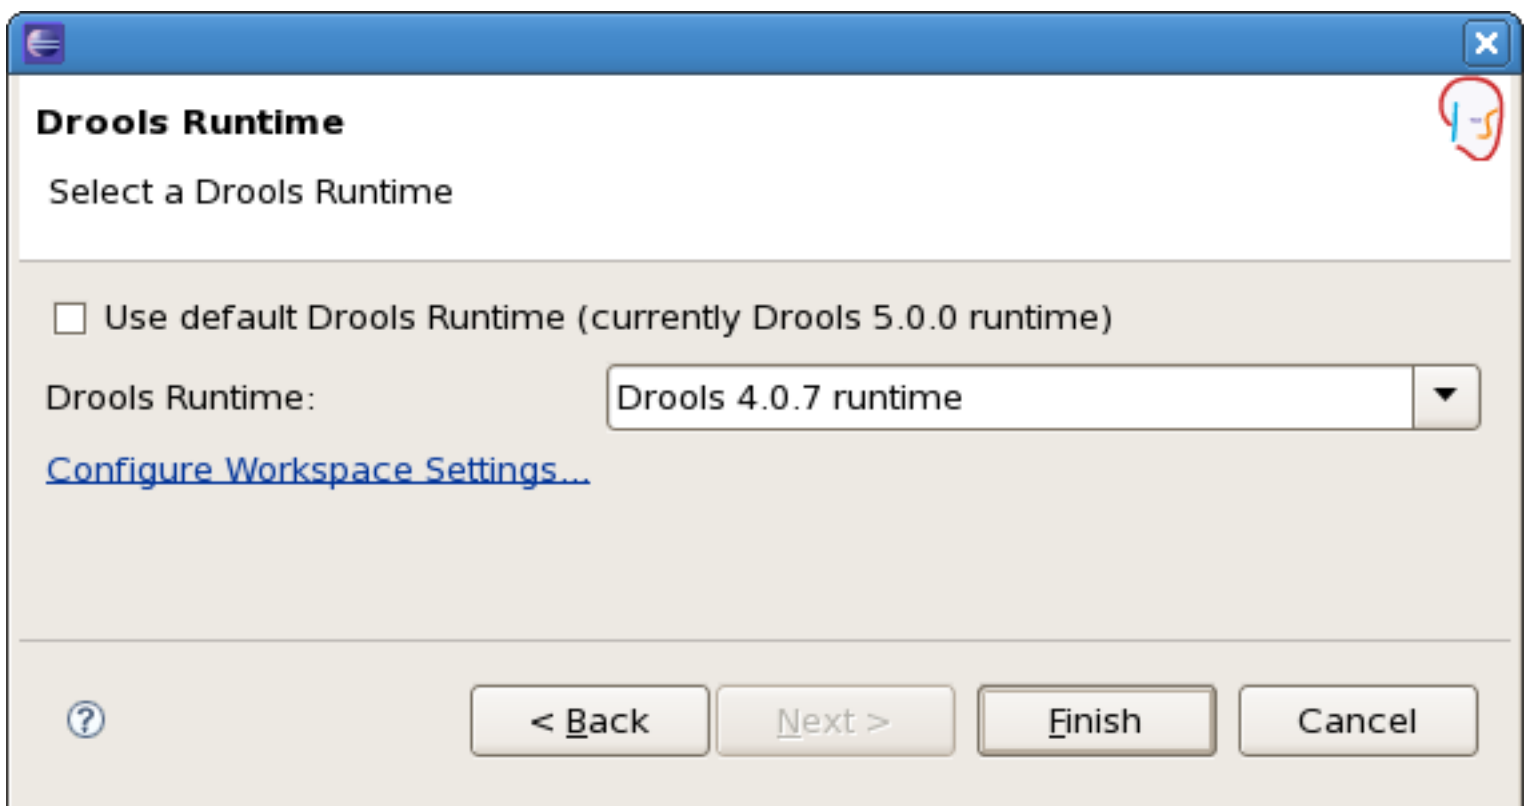 Drools Runtime
Select a Drools Runtime
Use default Drools Runtime (currently Drools 5.0.0 runtime)
Drools Runtime: Drools 4.0.7 runtime
Configure Workspace Settings...
< Back Next > Finish Cancel